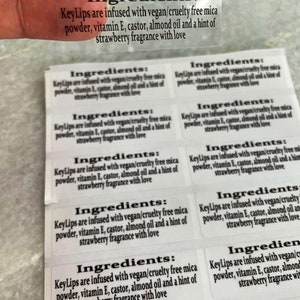 Ingredients:
KeyLips are infused with vegan/cruelty free mica
powder, vitamin E, castor, almond oil and a hint of
strawberry fragrance with love
Ingredients:
KeyLips are infused with vegan/cruelty free mica
powder, vitamin E, castor, almond oil and a hint of
strawberry fragrance with love
Ingredients:
KeyLips are infused with vegan/cruelty free mica
powder, vitamin E, castor, almond oil and a hint of
strawberry fragrance with love
Ingredients:
KeyLips are infused with vegan/cruelty free mica
powder, vitamin E, castor, almond oil and a hint of
strawberry fragrance with love
Ingredients:
KeyLips are infused with vegan/cruelty free mica
powder, vitamin E, castor, almond oil and a hint of
strawberry fragrance with love
Ingredients:
KeyLips are infused with vegan/cruelty free mica
powder, vitamin E, castor, almond oil and a hint of
strawberry fragrance with love
Ingredients:
KeyLips are infused with vegan/cruelty free mica
powder, vitamin E, castor, almond oil and a hint of
strawberry fragrance with love
Ingredients:
KeyLips are infused with vegan/cruelty free
powder, vitamin E, castor, almond oil and a
strawberry fragrance with love
Ingredients:
KeyLips are infused with vegan/cruelty free mica
powder, vitamin E, castor, almond oil and a hint of
Ingredients:
KeyLips are infused with vegan/cruelty
powder, vitamin E, castor, almond